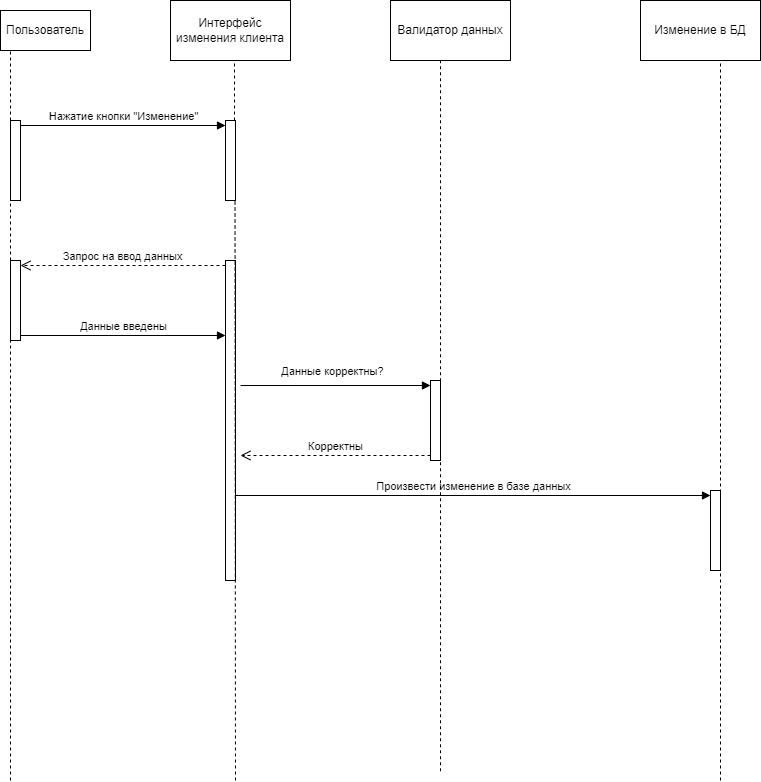 Пользователь
Интерфейс
изменения клиента
Валидатор данных
Изменение в БД
Нажатие кнопки "Изменение"
Запрос на ввод данных
Данные введены
Данные корректны?
Корректны
Произвести изменение в базе данных